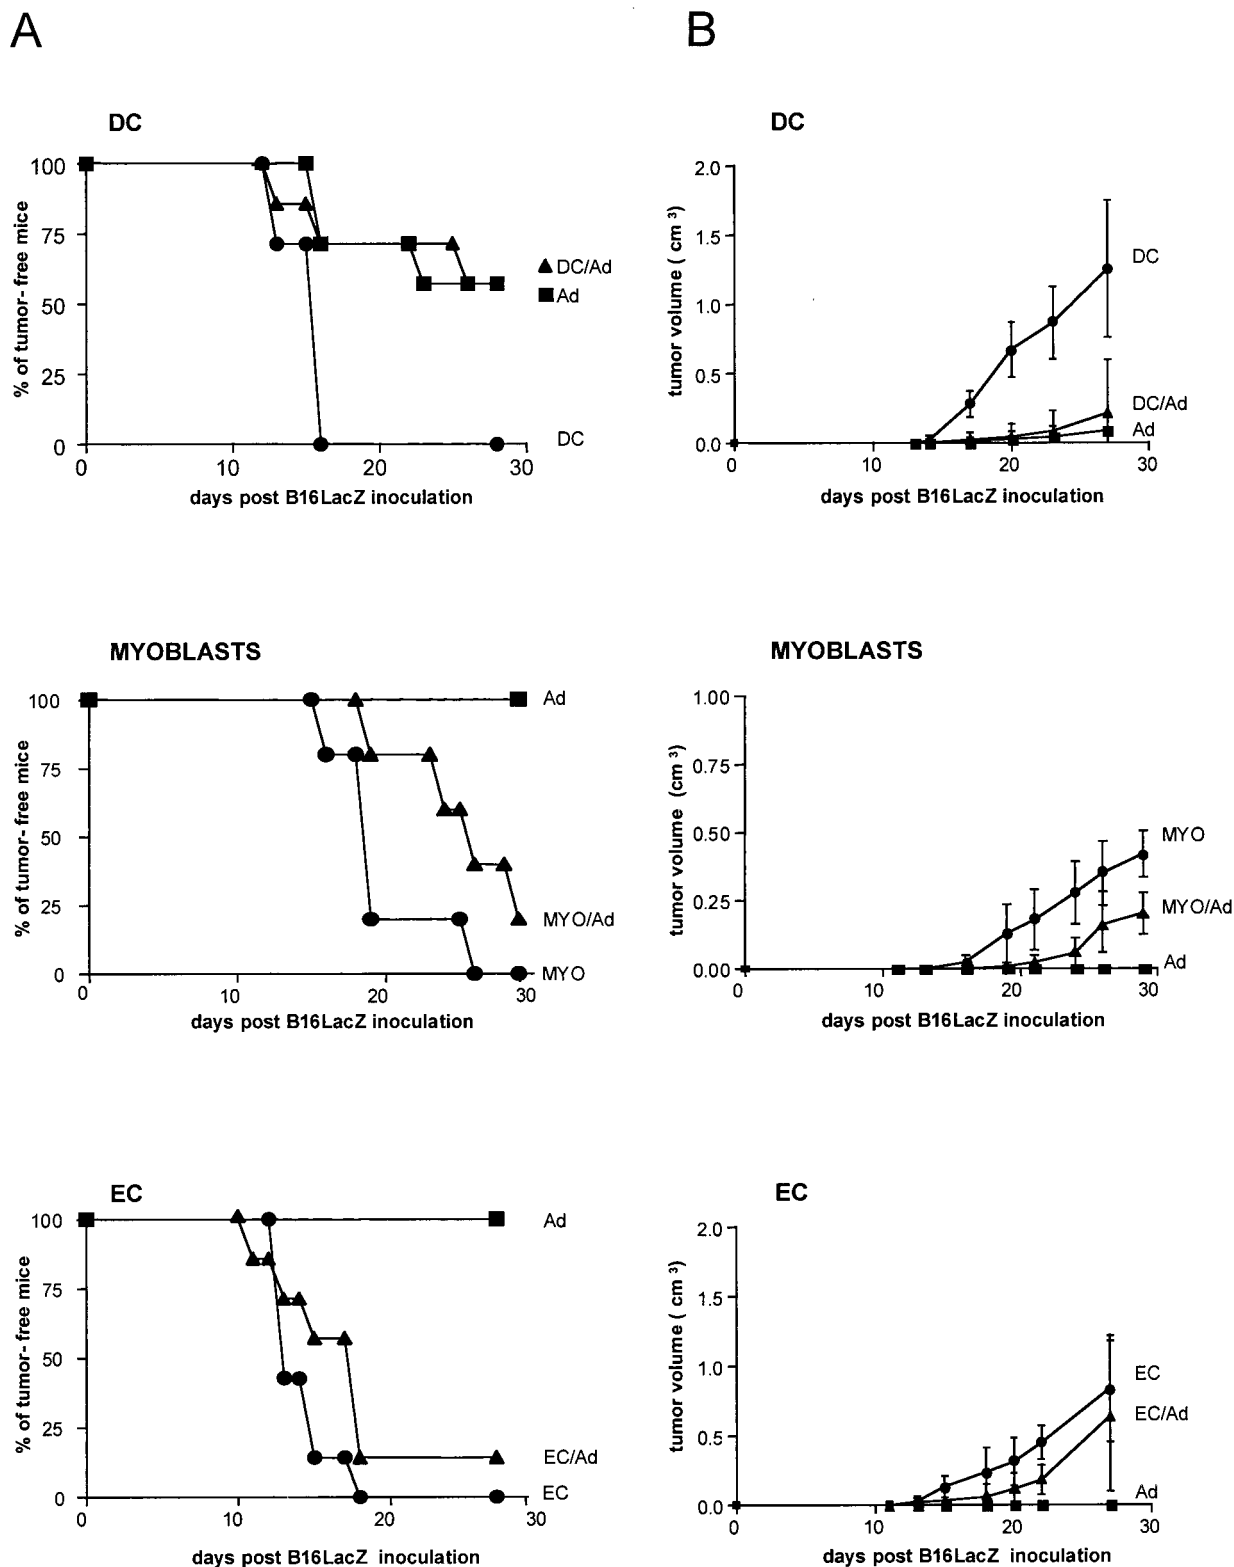 A
B
DC
100
75
50
25
0
% of tumor-free mice
DC/Ad
Ad
DC
0 10 20 30
days post B16LacZ inoculation
DC
2.0
1.5
1.0
0.5
0.0
tumor volume ( cm 3)
DC
DC/Ad
Ad
0 10 20 30
days post B16LacZ inoculation
MYOBLASTS
100
75
50
25
0
% of tumor-free mice
Ad
MYO/Ad
MYO
0 10 20 30
days post B16LacZ inoculation
MYOBLASTS
1.00
0.75
0.50
0.25
0.00
tumor volume (cm 3)
MYO
MYO/Ad
Ad
0 10 20 30
days post B16LacZ inoculation
EC
100
75
50
25
0
% of tumor-free mice
Ad
EC/Ad
EC
0 10 20 30
days post B16LacZ inoculation
EC
2.0
1.5
1.0
0.5
0.0
tumor volume ( cm 3)
EC
EC/Ad
Ad
0 10 20 30
days post B16LacZ inoculation